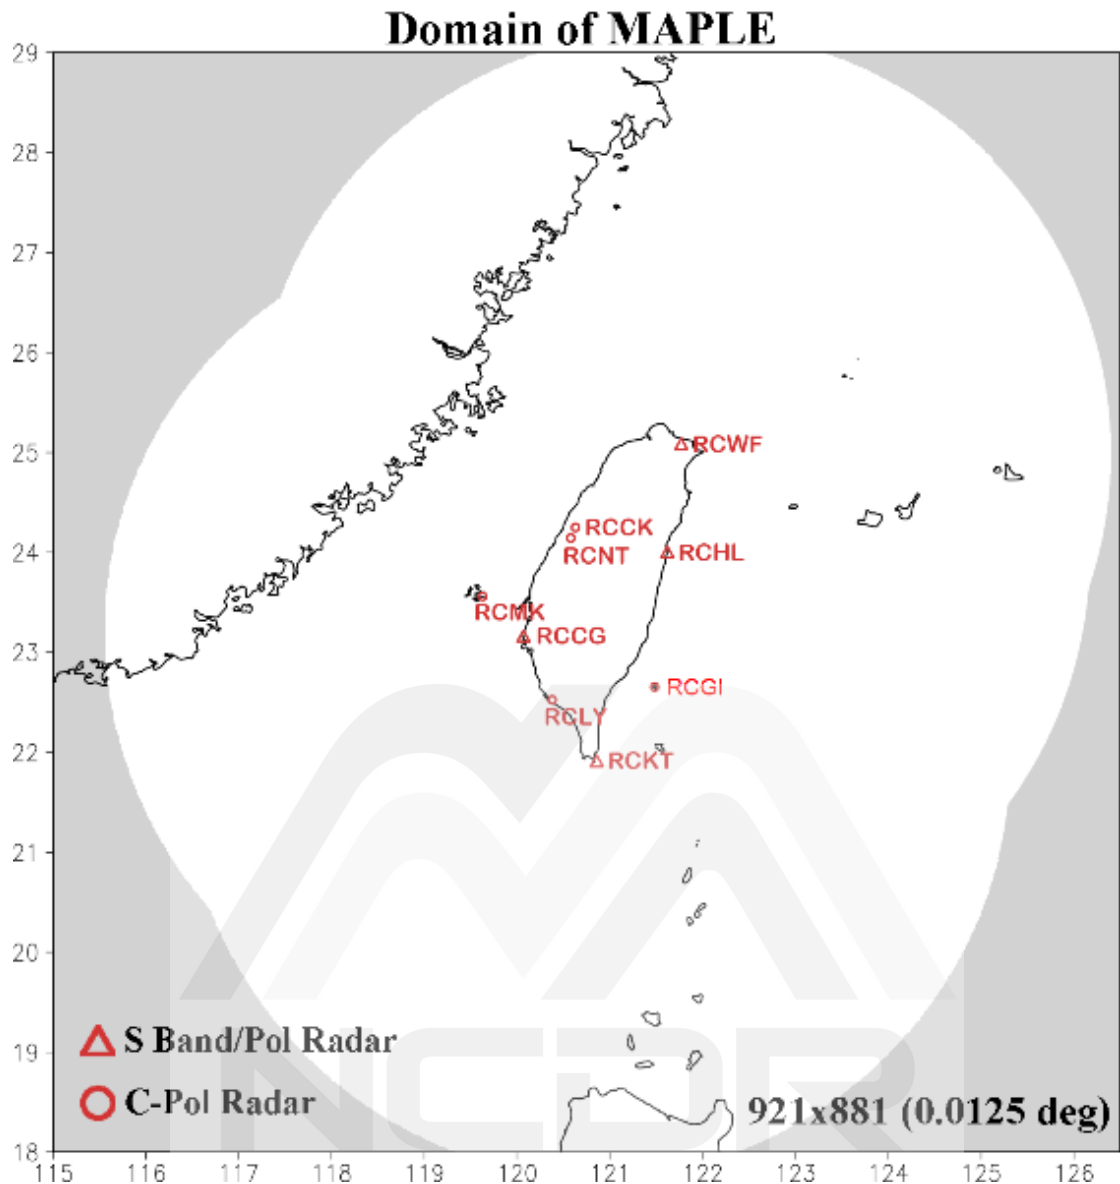 Domain of MAPLE
29
28
27
26
25
24
23
22
21
20
19
18
RCWF
RCCK
RCNT
RCHL
RCMK
RCCG
RCGI
RCLY
RCKT
NCDR
S Band/Pol Radar
C-Pol Radar
921x881 (0.0125 deg)
115 116 117 118 119 120 121 122 123 124 125 126